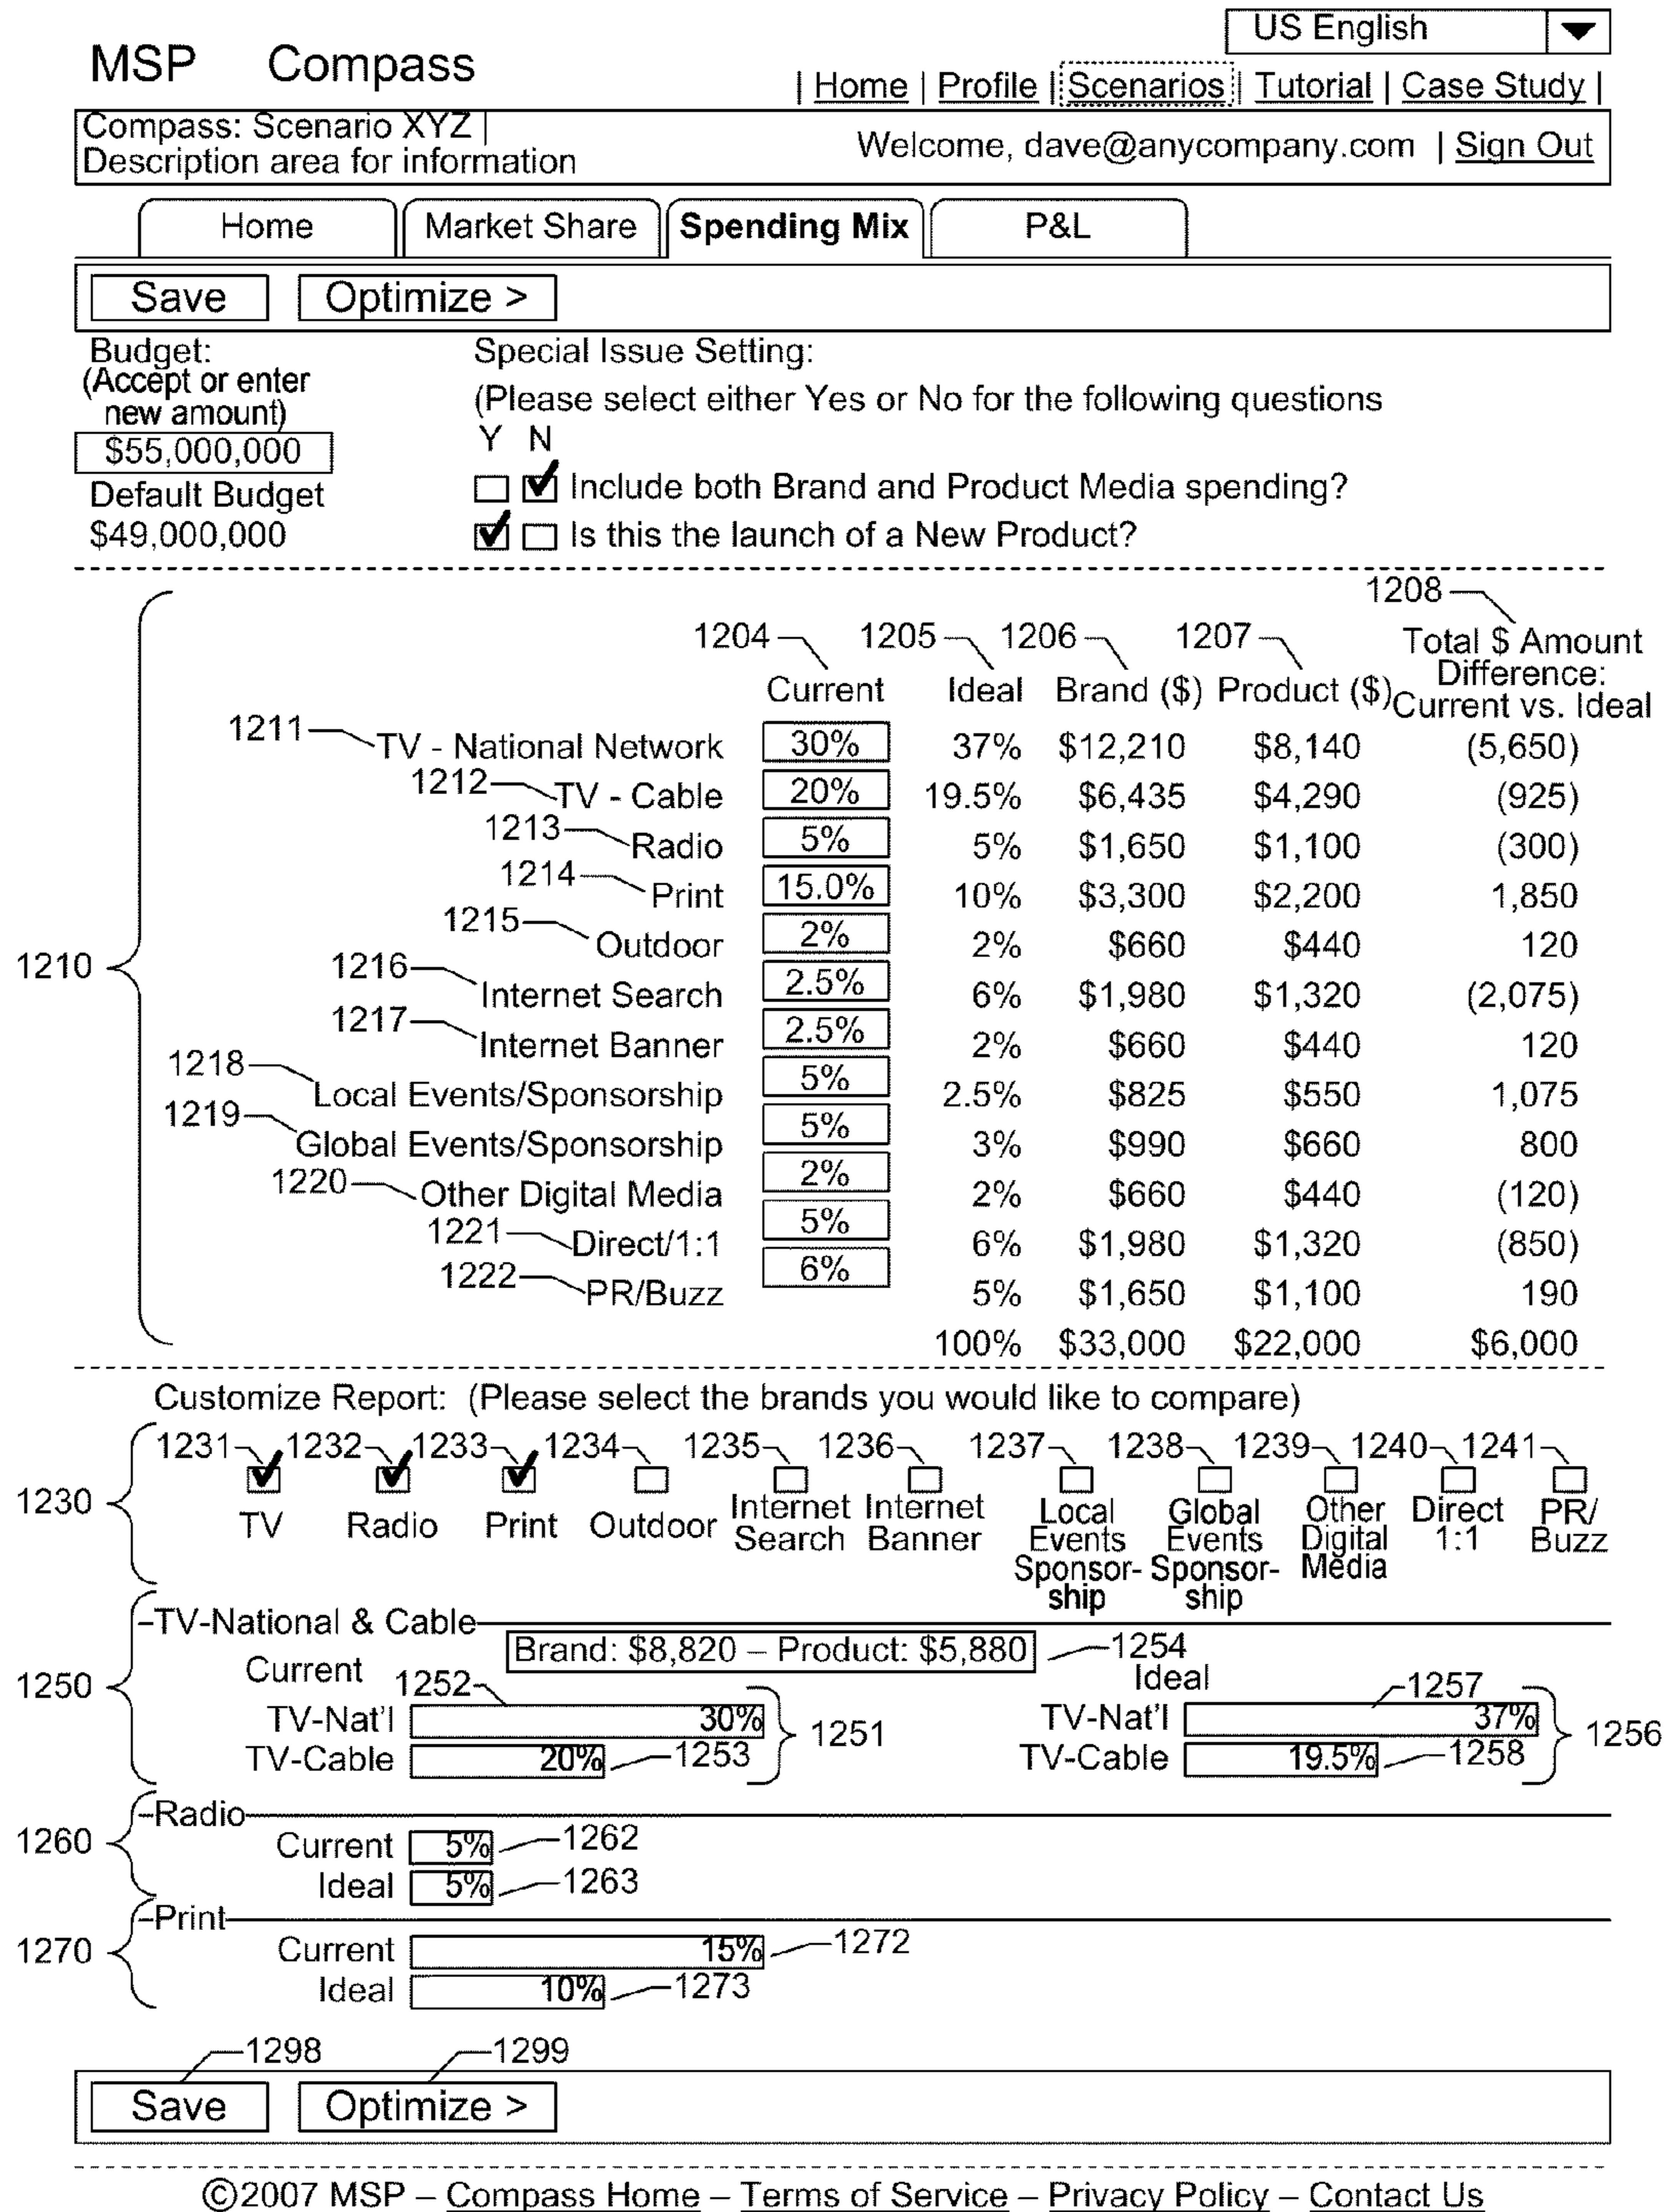 US English
MSP Compass
| Home | Profile | Scenarios | Tutorial | Case Study |
Compass: Scenario XYZ |
Description area for information
Welcome, dave@anycompany.com | Sign Out
Home Market Share Spending Mix P&L
Save Optimize >
Budget:
(Accept or enter
new amount)
$55,000,000
Default Budget
$49,000,000
Special Issue Setting:
(Please select either Yes or No for the following questions
Y N
Include both Brand and Product Media spending?
Is this the launch of a New Product?
1208
1204 1205 1206 1207
Total $ Amount
Difference:
Current vs. Ideal
Current Ideal Brand ($) Product ($)
1210
1211 TV - National Network 30% 37% $12,210 $8,140 (5,650)
1212 TV - Cable 20% 19.5% $6,435 $4,290 (925)
1213 Radio 5% 5% $1,650 $1,100 (300)
1214 Print 15.0% 10% $3,300 $2,200 1,850
1215 Outdoor 2% 2% $660 $440 120
1216 Internet Search 2.5% 6% $1,980 $1,320 (2,075)
1217 Internet Banner 2.5% 2% $660 $440 120
1218 Local Events/Sponsorship 5% 2.5% $825 $550 1,075
1219 Global Events/Sponsorship 5% 3% $990 $660 800
1220 Other Digital Media 2% 2% $660 $440 (120)
1221 Direct/1:1 5% 6% $1,980 $1,320 (850)
1222 PR/Buzz 6% 5% $1,650 $1,100 190
100% $33,000 $22,000 $6,000
Customize Report: (Please select the brands you would like to compare)
1230
1231 1232 1233 1234 1235 1236 1237 1238 1239 1240 1241
TV
Radio
Print
Outdoor
Internet
Search
Internet
Banner
Local
Events
Sponsor-
ship
Global
Events
Sponsor-
ship
Other
Digital
Media
Direct
1:1
PR/
Buzz
1250
TV-National & Cable
Brand: $8,820 – Product: $5,880 1254
Current
1252
TV-Nat'l 30%
TV-Cable 20% 1253
1251
Ideal
1257
TV-Nat'l 37%
TV-Cable 19.5% 1258
1256
1260
Radio
Current 5% 1262
Ideal 5% 1263
1270
Print
Current 15% 1272
Ideal 10% 1273
1298 1299
Save Optimize >
©2007 MSP – Compass Home – Terms of Service – Privacy Policy – Contact Us